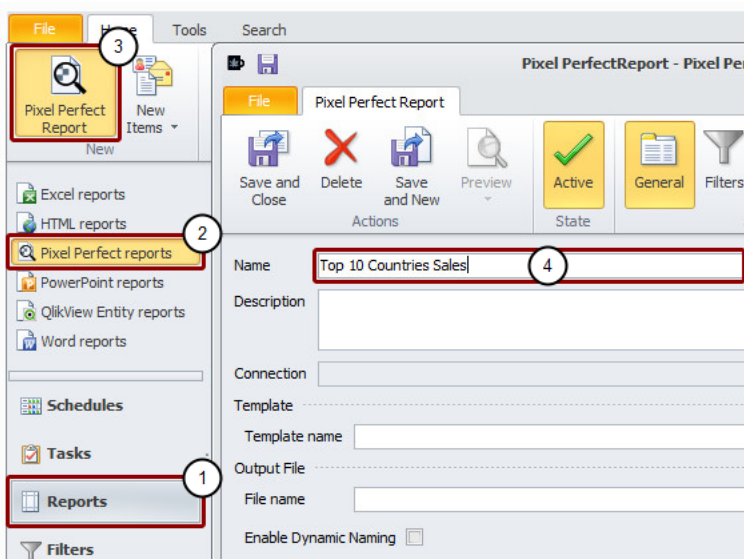 File Home Tools Search
3
Pixel Perfect Report
New Items
New
Pixel PerfectReport - Pixel Per
File Pixel Perfect Report
Save and Close
Delete
Save and New
Preview
Active
General
Filters
Actions
State
Excel reports
HTML reports
2
Pixel Perfect reports
PowerPoint reports
QlikView Entity reports
Word reports
Schedules
Tasks
1
Reports
Filters
Name Top 10 Countries Sales 4
Description
Connection
Template
Template name
Output File
File name
Enable Dynamic Naming